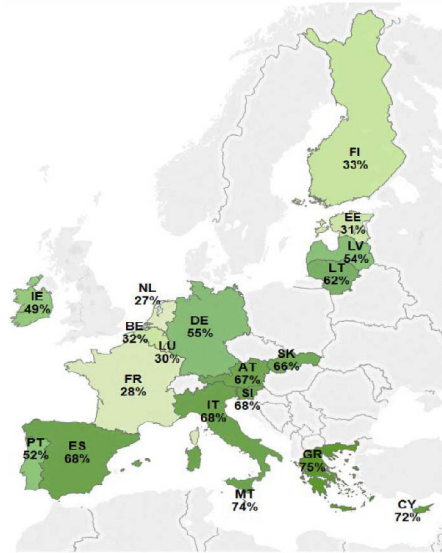 FI
33%
EE
31%
LV
54%
LT
62%
NL
27%
IE
49%
BE
32%
DE
55%
LU
30%
SK
66%
AT
67%
FR
28%
SI
68%
IT
68%
PT
52%
ES
68%
GR
75%
MT
74%
CY
72%